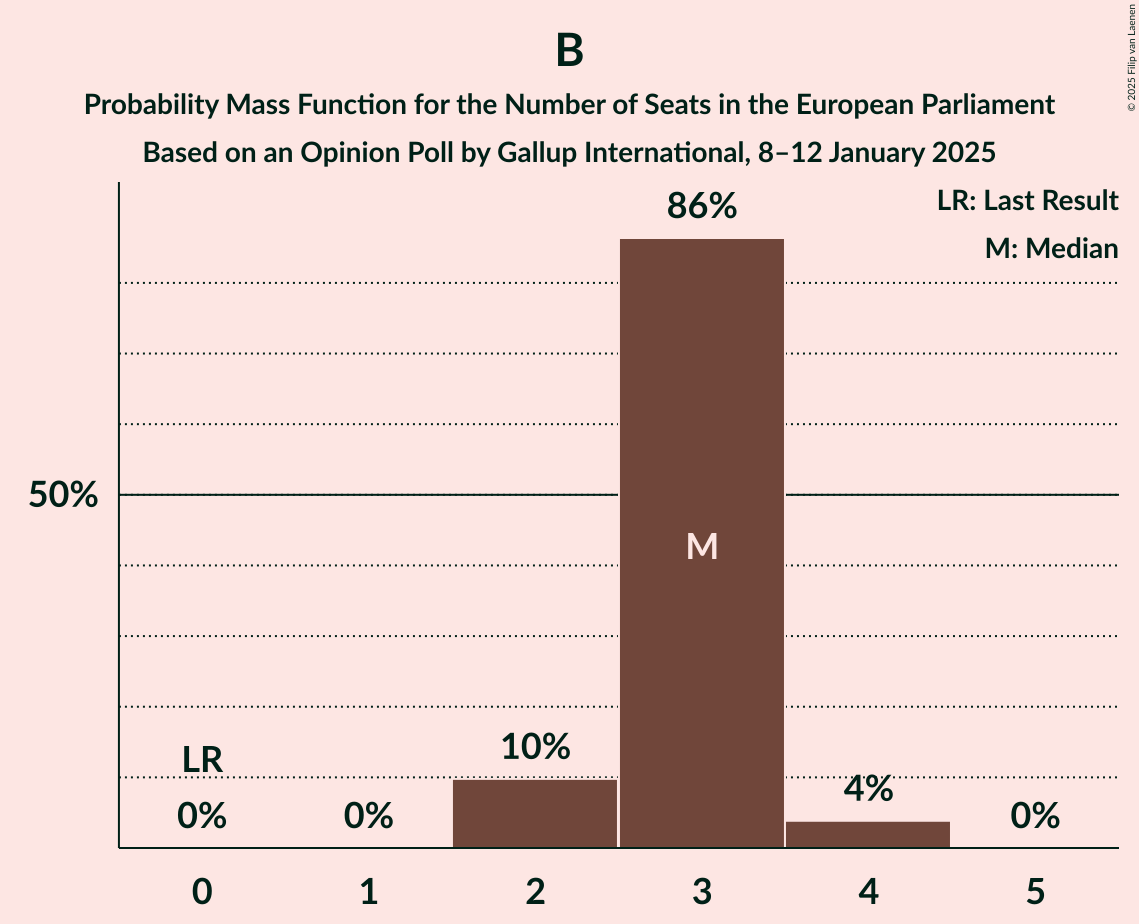 B
Probability Mass Function for the Number of Seats in the European Parliament
Based on an Opinion Poll by Gallup International, 8–12 January 2025
© 2025 Filip van Laenen
LR: Last Result
M: Median
86%
50%
M
LR
10%
4%
0%
0%
0%
0
1
2
3
4
5